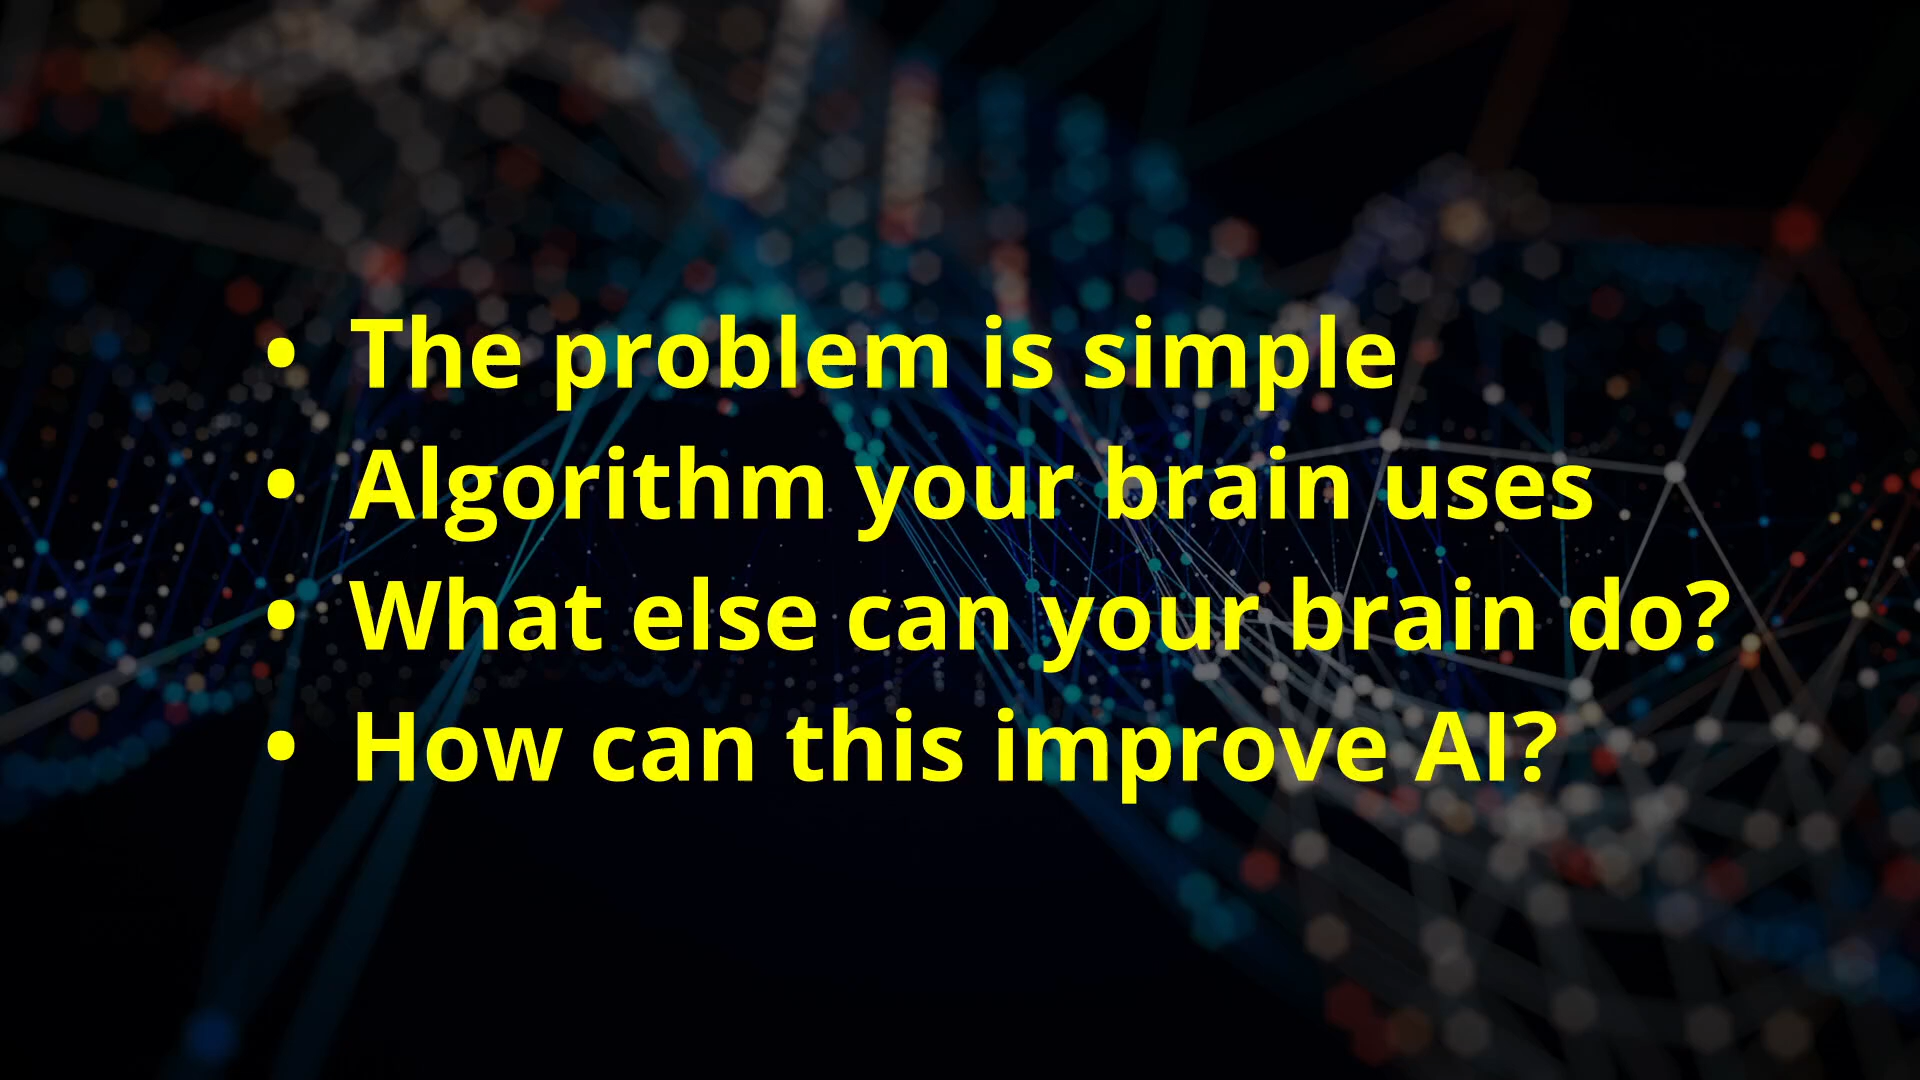 • The problem is simple
• Algorithm your brain uses
• What else can your brain do?
• How can this improve AI?